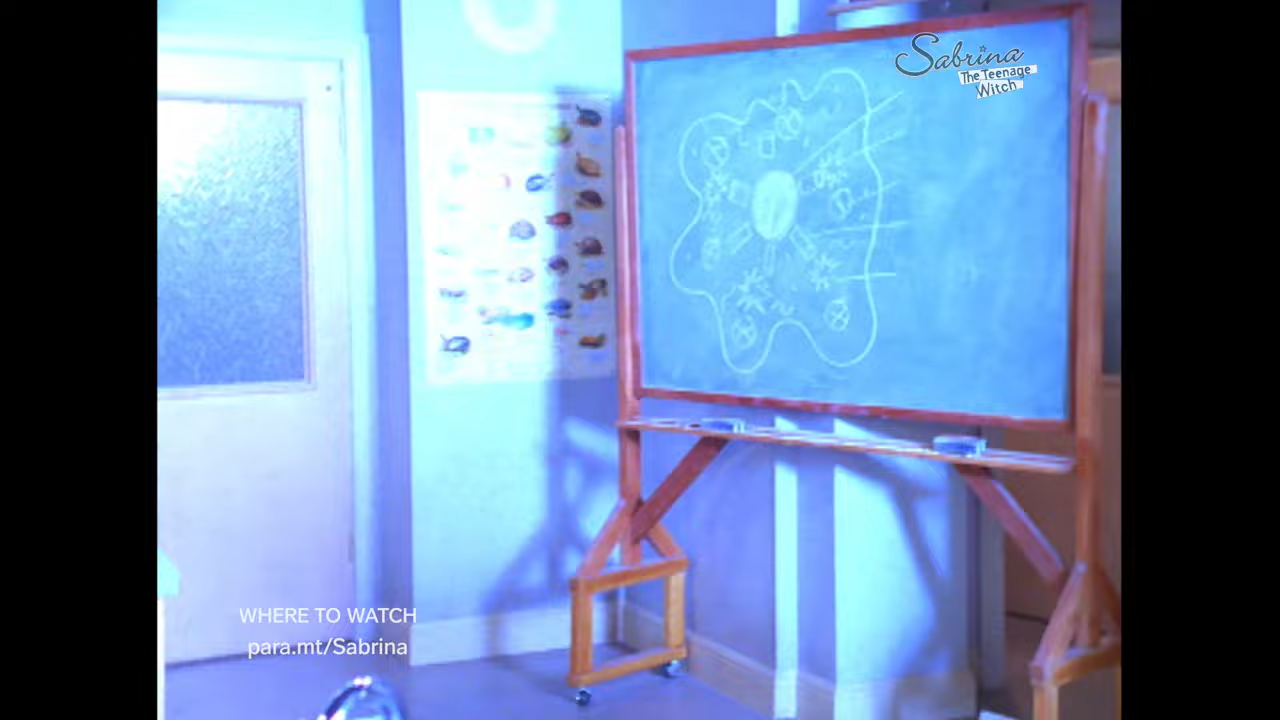 Sabrina
The Teenage
Witch
WHERE TO WATCH
para.mt/Sabrina